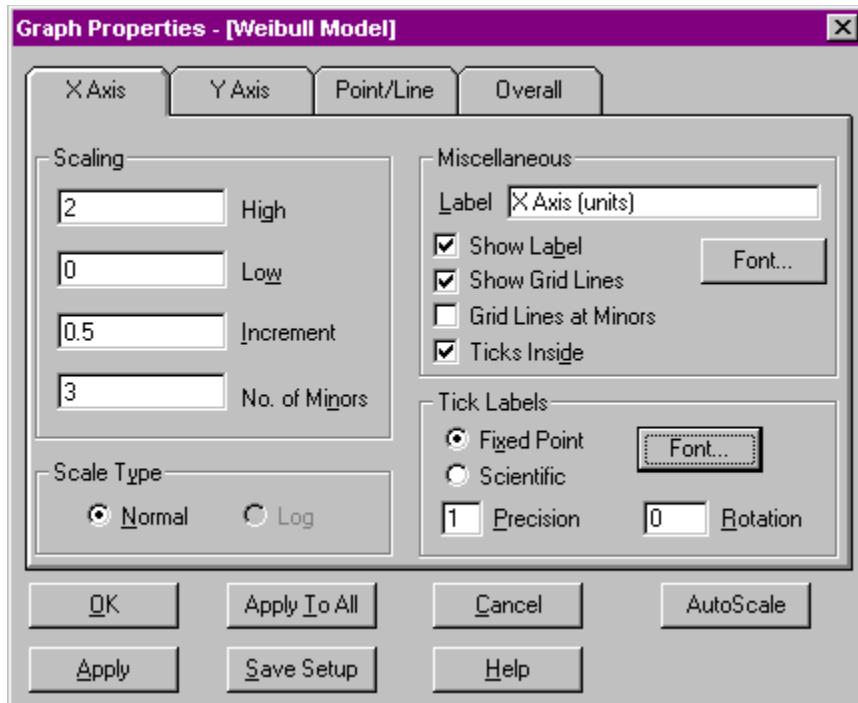 Graph Properties - [Weibull Model]
X Axis
Y Axis
Point/Line
Overall
Scaling
2 High
0 Low
0.5 Increment
3 No. of Minors
Scale Type
Normal
Log
Miscellaneous
Label X Axis (units)
Show Label
Show Grid Lines
Grid Lines at Minors
Ticks Inside
Font...
Tick Labels
Fixed Point
Scientific
Font...
1 Precision 0 Rotation
OK Apply To All Cancel AutoScale
Apply Save Setup Help